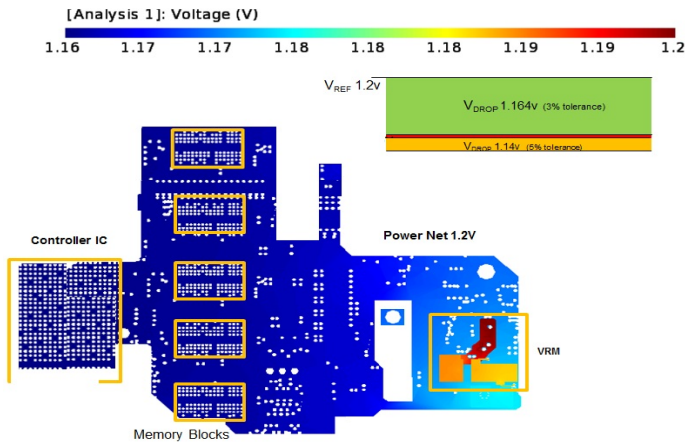 [Analysis 1]: Voltage (V)
1.16 1.17 1.17 1.18 1.18 1.18 1.19 1.19 1.2
VREF 1.2v
VDROP 1.164v (3% tolerance)
VDROP 1.14v (5% tolerance)
Controller IC
Power Net 1.2V
VRM
Memory Blocks